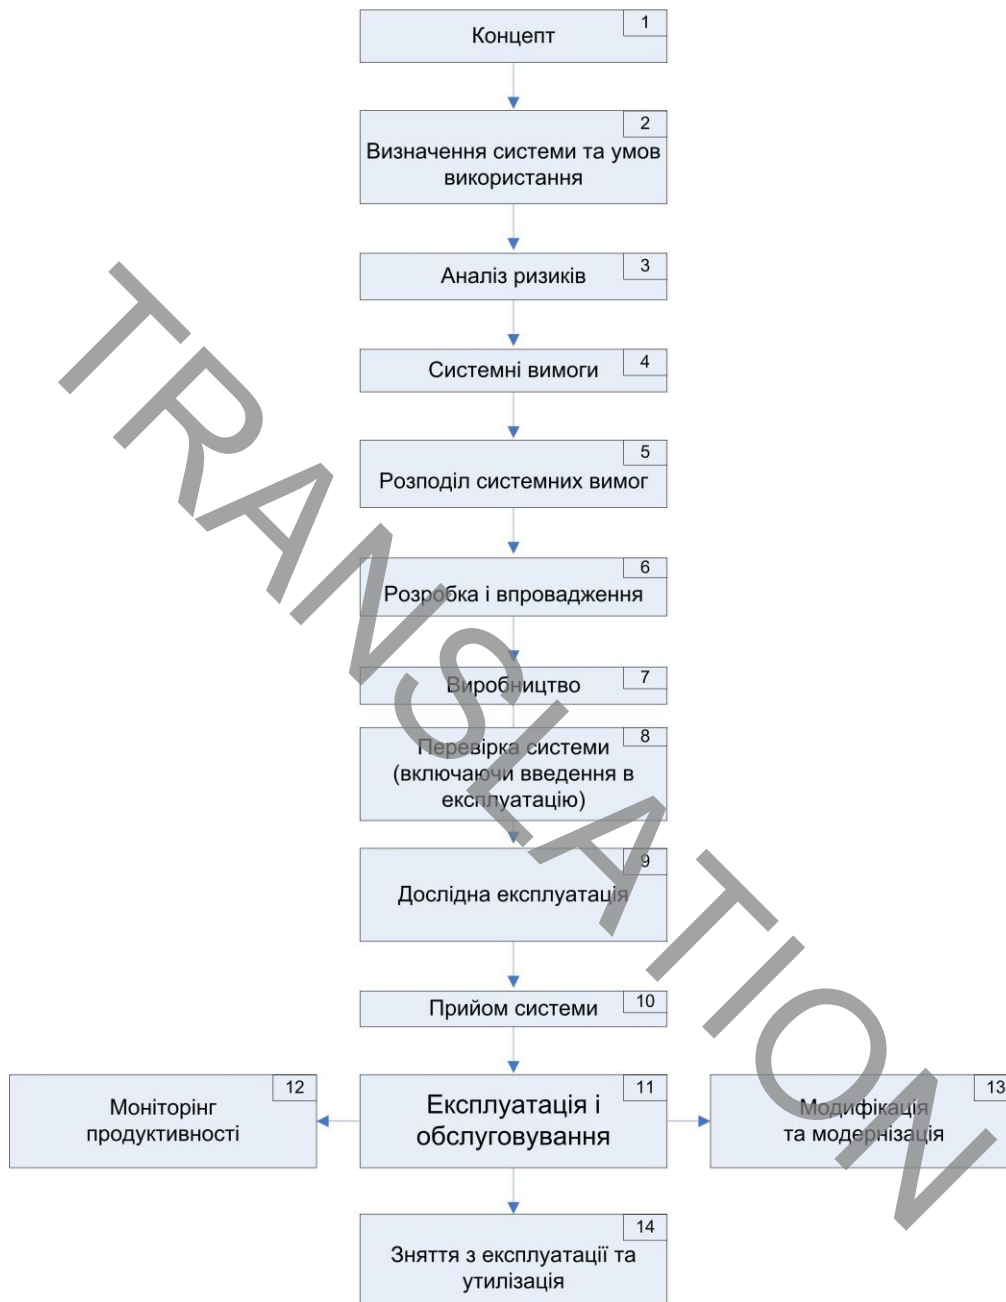 1
Концепт
2
Визначення системи та умов
використання
3
Аналіз ризиків
4
Системні вимоги
5
Розподіл системних вимог
6
Розробка і впровадження
7
Виробництво
8
Перевірка системи
(включаючи введення в
експлуатацію)
9
Дослідна експлуатація
10
Прийом системи
12
Моніторінг
продуктивності
11
Експлуатація і
обслуговування
13
Модифікація
та модернізація
14
Зняття з експлуатації та
утилізація
TRANSLATION